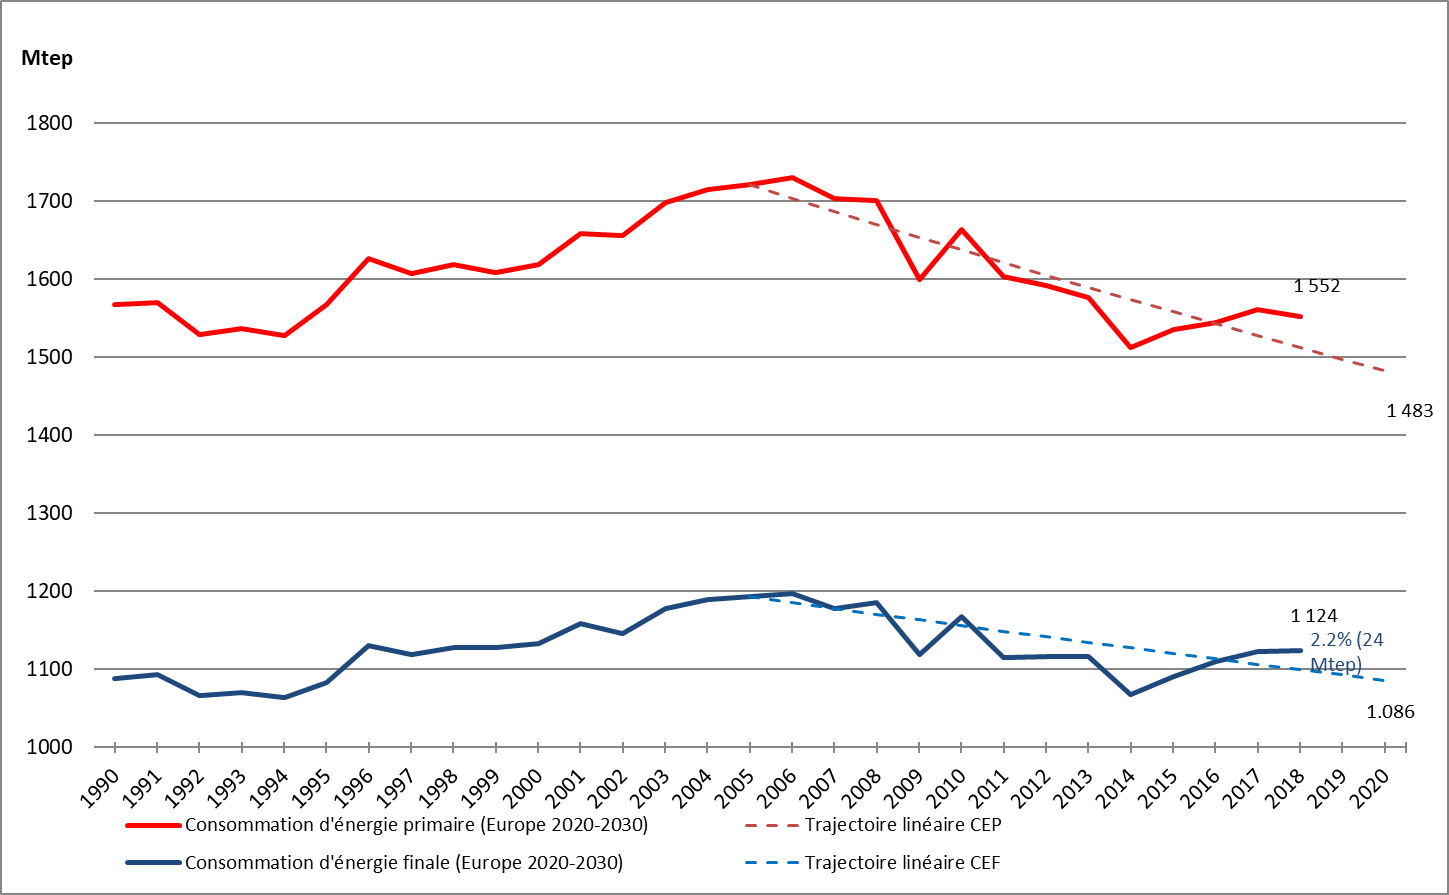 Mtep
1800
1700
1600
1 552
1500
1 483
1400
1300
1200
1 124
2.2% (24
Mtep)
1100
1.086
1000
1990 1991 1992 1993 1994 1995 1996 1997 1998 1999 2000 2001 2002 2003 2004 2005 2006 2007 2008 2009 2010 2011 2012 2013 2014 2015 2016 2017 2018 2019 2020
Consommation d'énergie primaire (Europe 2020-2030) Trajectoire linéaire CEP
Consommation d'énergie finale (Europe 2020-2030) Trajectoire linéaire CEF